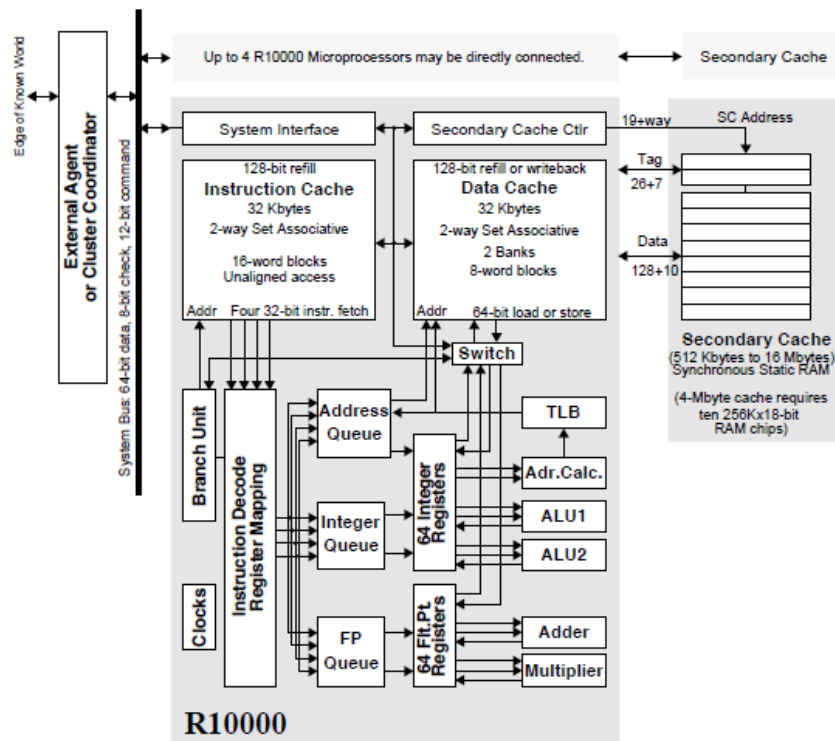 Edge of Known World
External Agent
or Cluster Coordinator
System Bus: 64-bit data, 8-bit check, 12-bit command
Up to 4 R10000 Microprocessors may be directly connected.
Secondary Cache
System Interface
Secondary Cache Ctlr
19+way
SC Address
128-bit refill
Instruction Cache
32 Kbytes
2-way Set Associative
16-word blocks
Unaligned access
Addr
Four 32-bit instr. fetch
128-bit refill or writeback
Data Cache
32 Kbytes
2-way Set Associative
2 Banks
8-word blocks
Addr
64-bit load or store
Tag
26+7
Data
128+10
Secondary Cache
(512 Kbytes to 16 Mbytes)
Synchronous Static RAM
(4-Mbyte cache requires
ten 256Kx18-bit
RAM chips)
Switch
Branch Unit
Clocks
Instruction Decode
Register Mapping
Address
Queue
Integer
Queue
FP
Queue
64 Integer
Registers
64 Flt.Pt.
Registers
TLB
Adr.Calc.
ALU1
ALU2
Adder
Multiplier
R10000